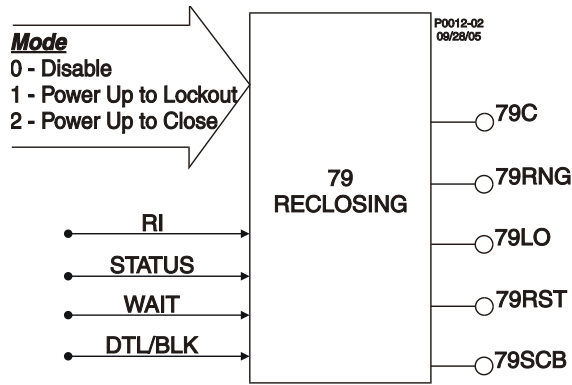 P0012-02
09/28/05
Mode
0 - Disable
1 - Power Up to Lockout
2 - Power Up to Close
79
RECLOSING
79C
79RNG
79LO
79RST
79SCB
RI
STATUS
WAIT
DTL/BLK